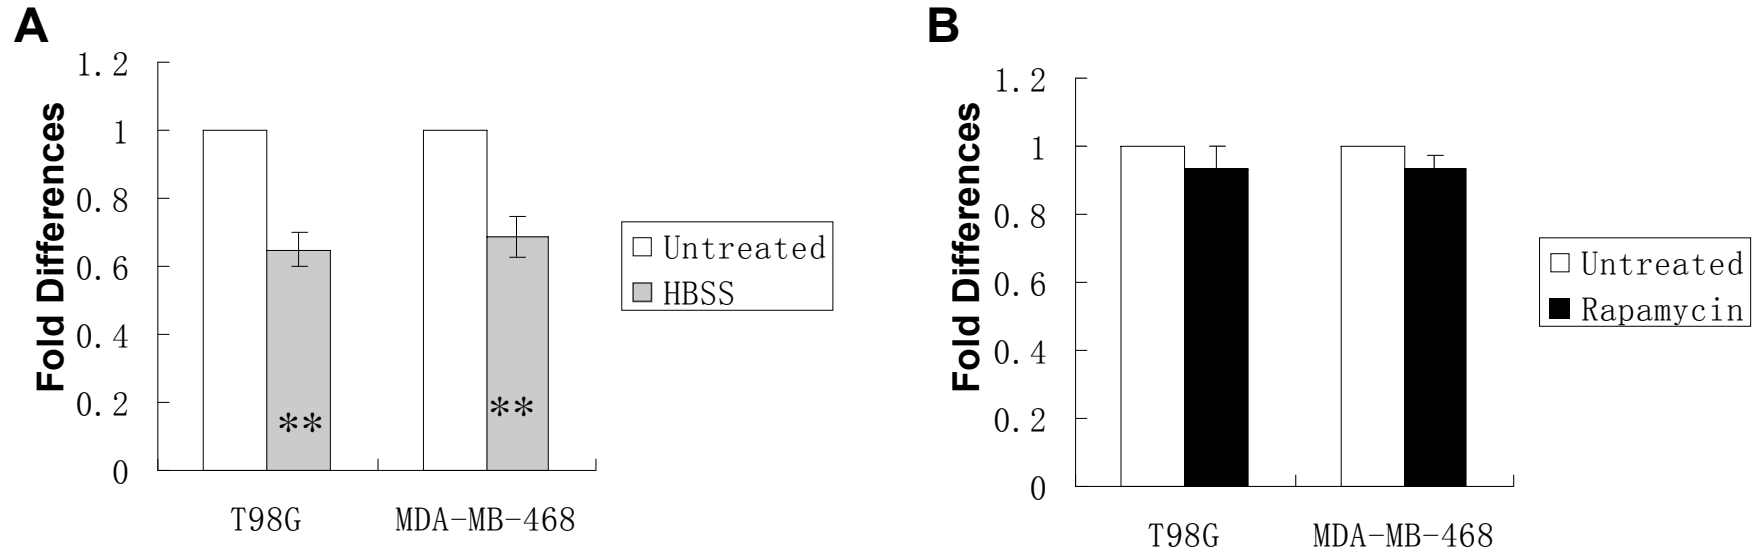 A
Fold Differences
1.2
1
0.8
0.6
0.4
0.2
0
**
**
T98G
MDA-MB-468
Untreated
HBSS
B
Fold Differences
1.2
1
0.8
0.6
0.4
0.2
0
T98G
MDA-MB-468
Untreated
Rapamycin